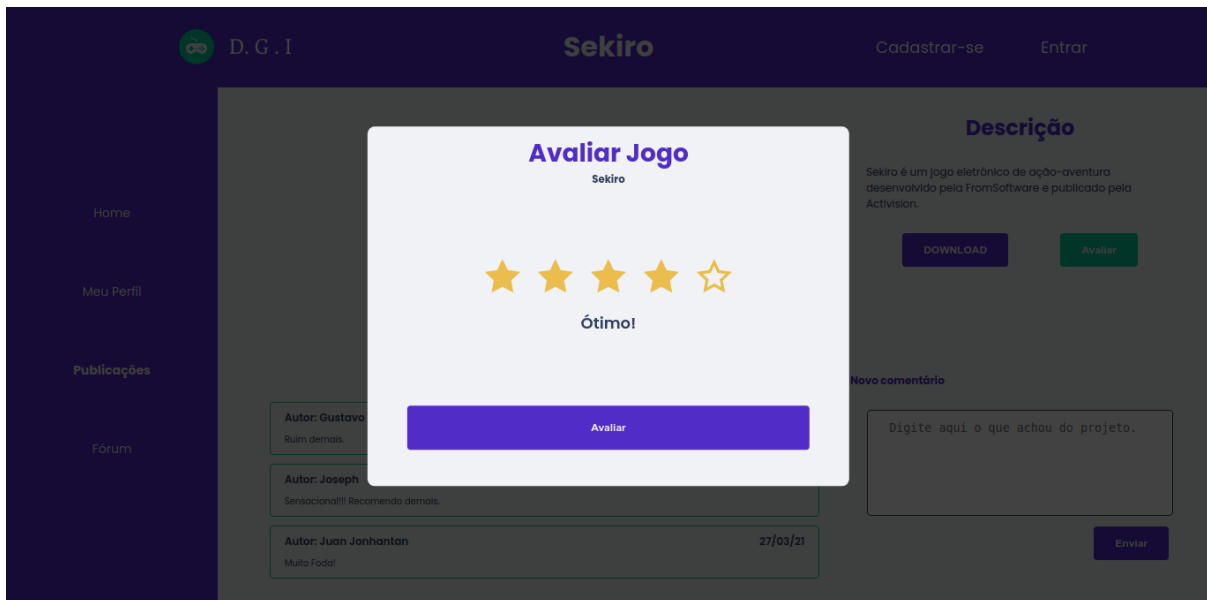 D. G . I
Sekiro
Cadastrar-se
Entrar
Home
Meu Perfil
Publicações
Fórum
Avaliar Jogo
Sekiro
Ótimo!
Avaliar
Descrição
Sekiro é um jogo eletrônico de ação-aventura
desenvolvido pela FromSoftware e publicado pela
Activision.
DOWNLOAD
Avaliar
Autor: Gustavo
Ruim demais.
Autor: Joseph
Sensacional!!! Recomendo demais.
Autor: Juan Jonhantan
27/03/21
Muito Foda!
Novo comentário
Digite aqui o que achou do projeto.
Enviar